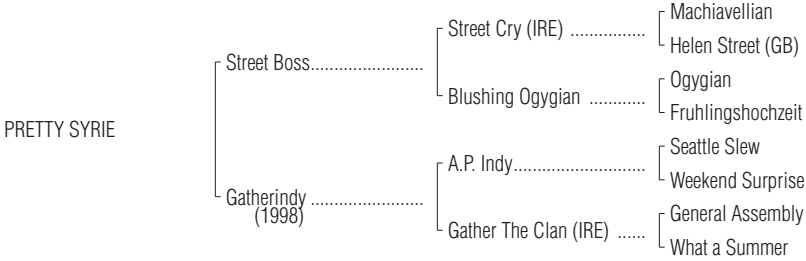 Machiavellian
Street Cry (IRE) ................
Helen Street (GB)
Street Boss........................
Ogygian
Blushing Ogygian ............
Fruhlingshochzeit
PRETTY SYRIE
Seattle Slew
A.P. Indy............................
Weekend Surprise
Gatherindy ........................
(1998)
General Assembly
Gather The Clan (IRE) ......
What a Summer